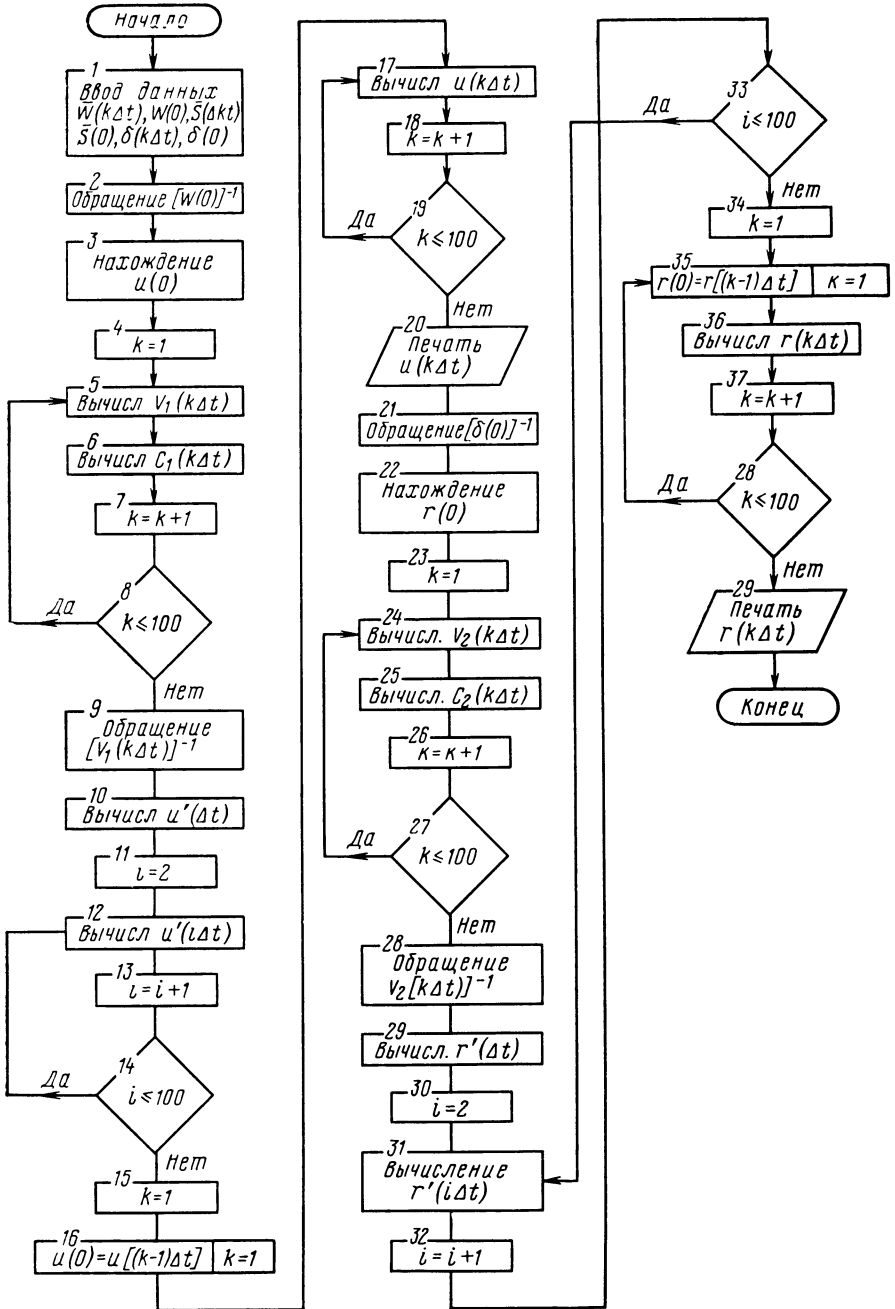 Начало
1
Ввод данных
W̄(kΔt), W(0), S̄(Δkt)
S̄(0), δ(kΔt), δ(0)
2
Обращение [W(0)]⁻¹
3
Нахождение
u(0)
4
k=1
5
Вычисл V₁(kΔt)
6
Вычисл C₁(kΔt)
7
k=k+1
8
Да
k≤100
Нет
9
Обращение
[V₁(kΔt)]⁻¹
10
Вычисл u'(Δt)
11
ι=2
12
Вычисл u'(ιΔt)
13
ι=i+1
14
Да
i≤100
Нет
15
k=1
16
u(0)=u[(k-1)Δt] k=1
17
Вычисл u(kΔt)
18
k=k+1
19
Да
k≤100
Нет
20
Печать
u(kΔt)
21
Обращение[δ(0)]⁻¹
22
Нахождение
r(0)
23
k=1
24
Вычисл. V₂(kΔt)
25
Вычисл. C₂(kΔt)
26
к=к+1
27
Да
k≤100
Нет
28
Обращение
V₂[kΔt)]⁻¹
29
Вычисл. r'(Δt)
30
i=2
31
Вычисление
r'(iΔt)
32
i=i+1
33
Да
i≤100
Нет
34
k=1
35
r(0)=r[(k-1)Δt] к=1
36
Вычисл r(kΔt)
37
k=k+1
28
Да
k≤100
Нет
29
Печать
r(kΔt)
Конец